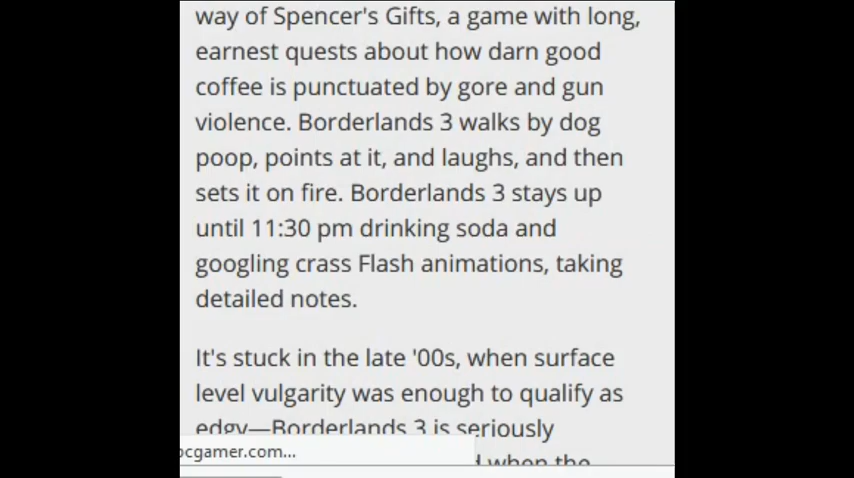 way of Spencer's Gifts, a game with long,
earnest quests about how darn good
coffee is punctuated by gore and gun
violence. Borderlands 3 walks by dog
poop, points at it, and laughs, and then
sets it on fire. Borderlands 3 stays up
until 11:30 pm drinking soda and
googling crass Flash animations, taking
detailed notes.
It's stuck in the late '00s, when surface
level vulgarity was enough to qualify as
edgy—Borderlands 3 is seriously
when the
pcgamer.com...